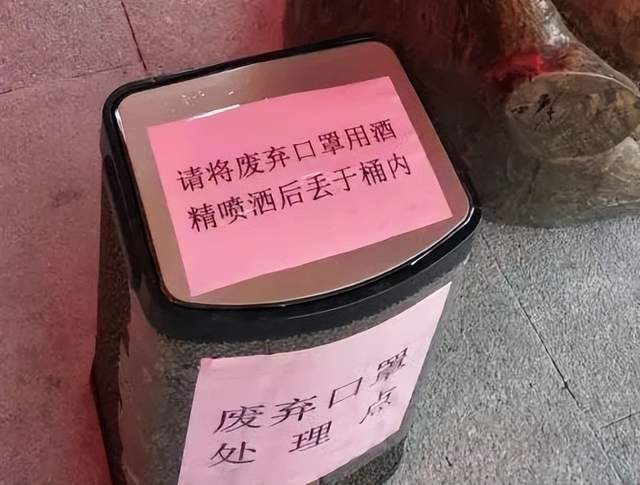 请将废弃口罩用酒
精喷洒后丢于桶内
废弃口罩
处理点